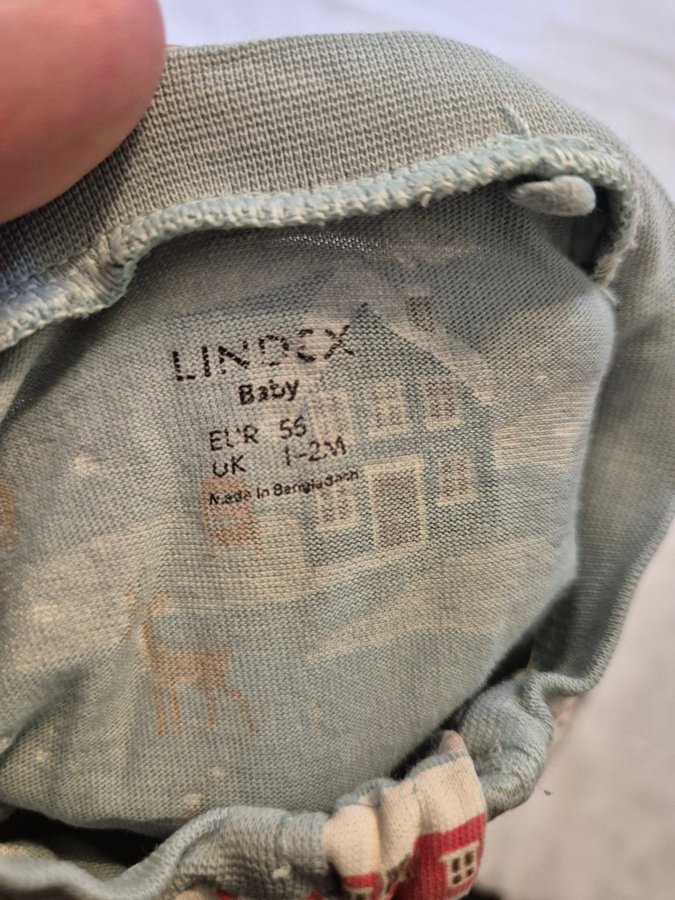 LINDEX
Baby
EUR 56
UK 1-2M
Made in Bangladesh